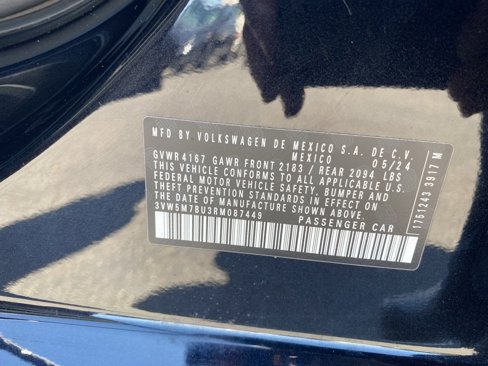 MFD BY VOLKSWAGEN DE MEXICO S.A. DE C.V.
MEXICO 05/24
GVWR 4167 GAWR FRONT 2183 / REAR 2094 LBS
THIS VEHICLE CONFORMS TO ALL APPLICABLE U.S.
FEDERAL MOTOR VEHICLE SAFETY, BUMPER AND
THEFT PREVENTION STANDARDS IN EFFECT ON
THE DATE OF MANUFACTURE SHOWN ABOVE.
3VW5M7BU3RM087449 PASSENGER CAR
1751243 3917 M